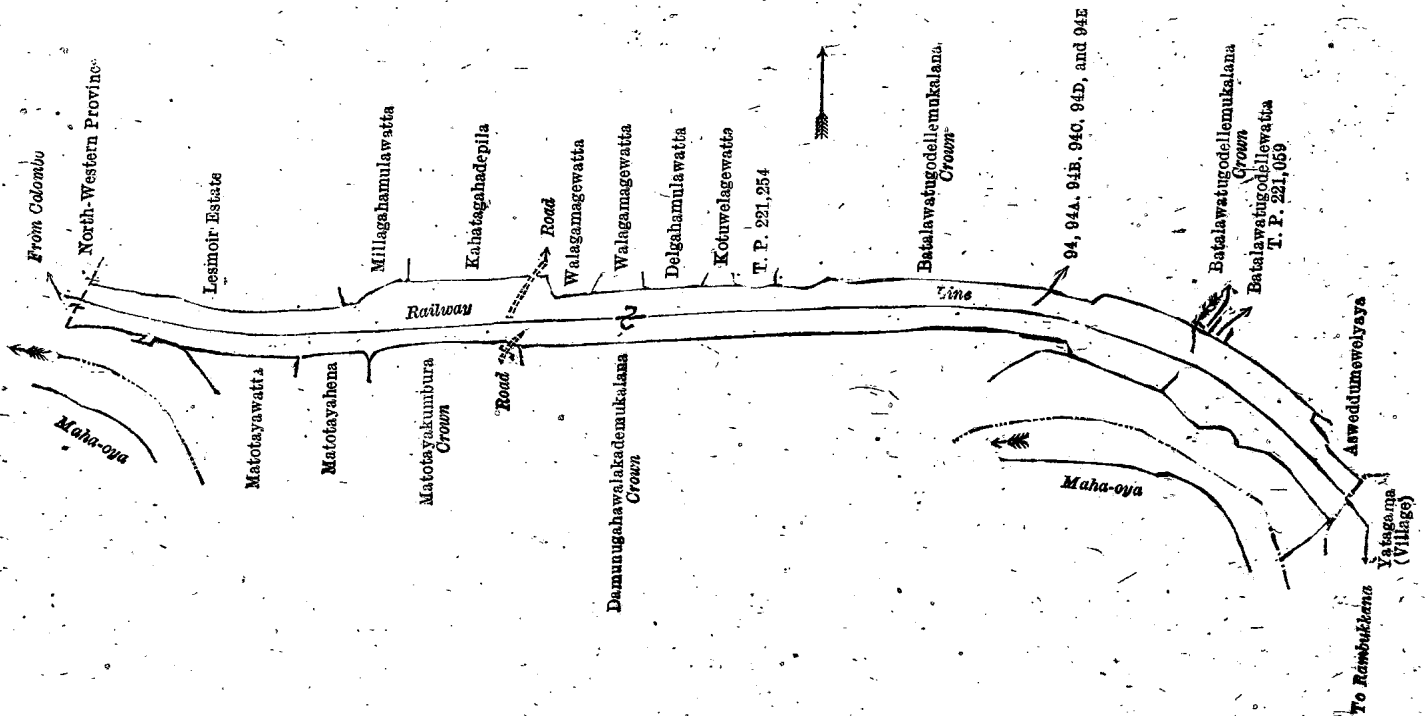 From Colombo
North-Western Province
Lesmoir Estate
Millagahamulawatta
Kahatagahadepila
Road
Walagamagewatta
Walagamagewatta
Delgahamulawatta
Kotuwelagewatta
T. P. 221,254
Batalawatugodellemukalana
Crown
94, 94A. 94B. 94C, 94D, and 94E
Batalawatugodellemukalana
Crown
Batalawatugodellewatta
T. P. 221,059
Railway
Line
Maha-oya
Matotayawatta
Matotayahena
Matotayakumbura
Crown
Road
Damunugahawalakademukalana
Crown
Maha-oya
Asweddumewelyaya
Yatagama
(Village)
To Rambukkana